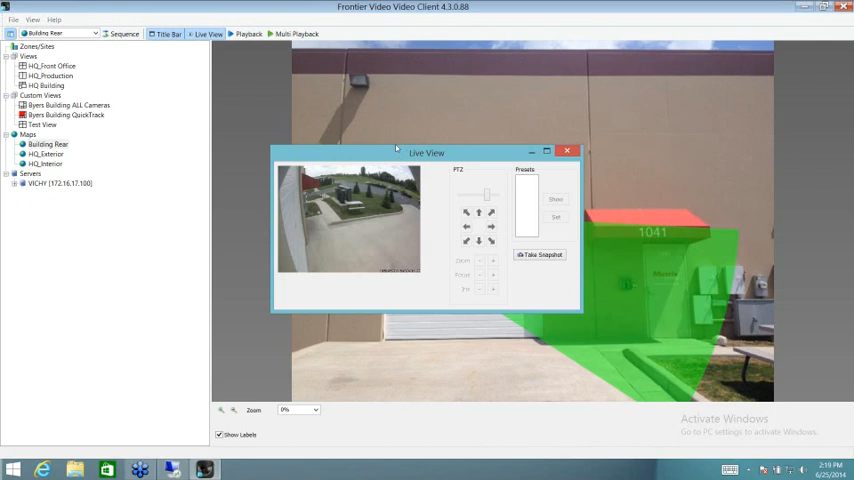 Frontier Video Video Client 4.3.0.88
File View Help
Building Rear Sequence Title Bar Live View Playback Multi Playback
Zones/Sites
Views
HQ_Front Office
HQ_Production
HQ Building
Custom Views
Byers Building ALL Cameras
Byers Building QuickTrack
Test View
Maps
Building Rear
HQ_Exterior
HQ_Interior
Servers
VICHY [172.16.17.100]
Live View
PTZ
Presets
Show
Set
Take Snapshot
Zoom - +
Focus - +
Iris - +
1041
Zoom 0%
Show Labels
Activate Windows
Go to PC settings to activate Windows.
2:19 PM
6/25/2014